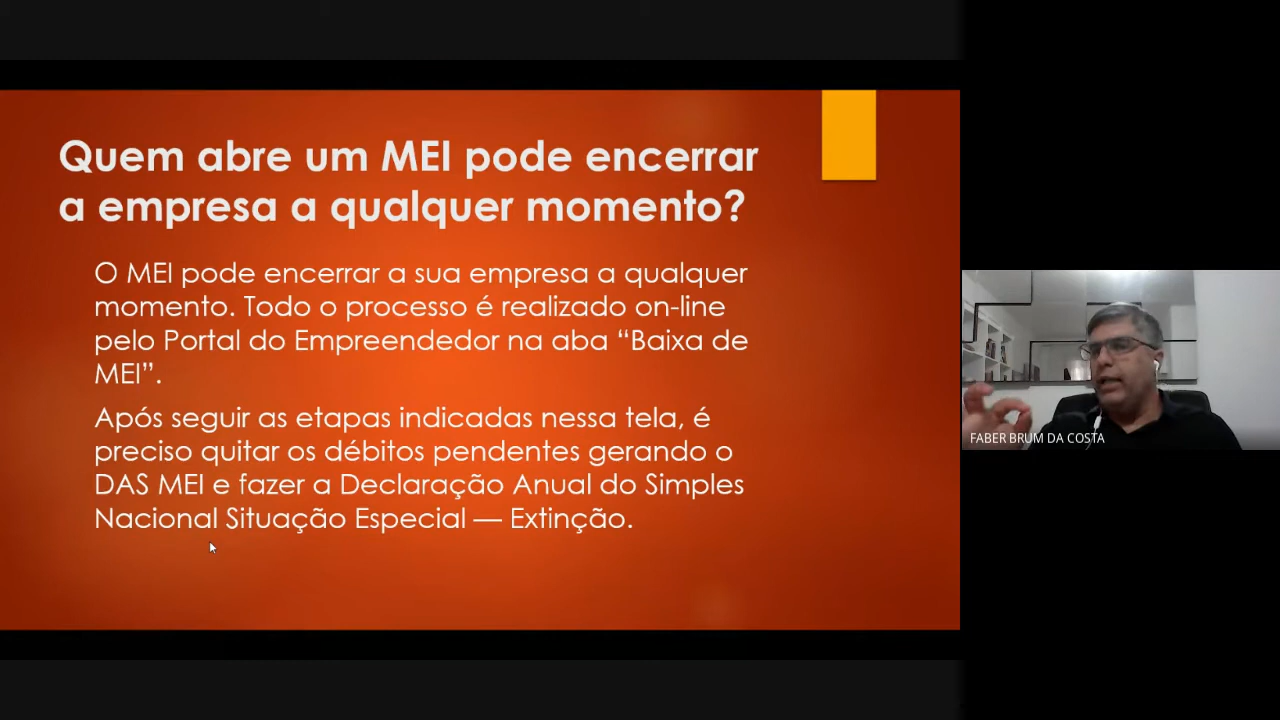 Quem abre um MEI pode encerrar
a empresa a qualquer momento?
O MEI pode encerrar a sua empresa a qualquer
momento. Todo o processo é realizado on-line
pelo Portal do Empreendedor na aba “Baixa de
MEI”.
Após seguir as etapas indicadas nessa tela, é
preciso quitar os débitos pendentes gerando o
DAS MEI e fazer a Declaração Anual do Simples
Nacional Situação Especial — Extinção.
FABER BRUM DA COSTA